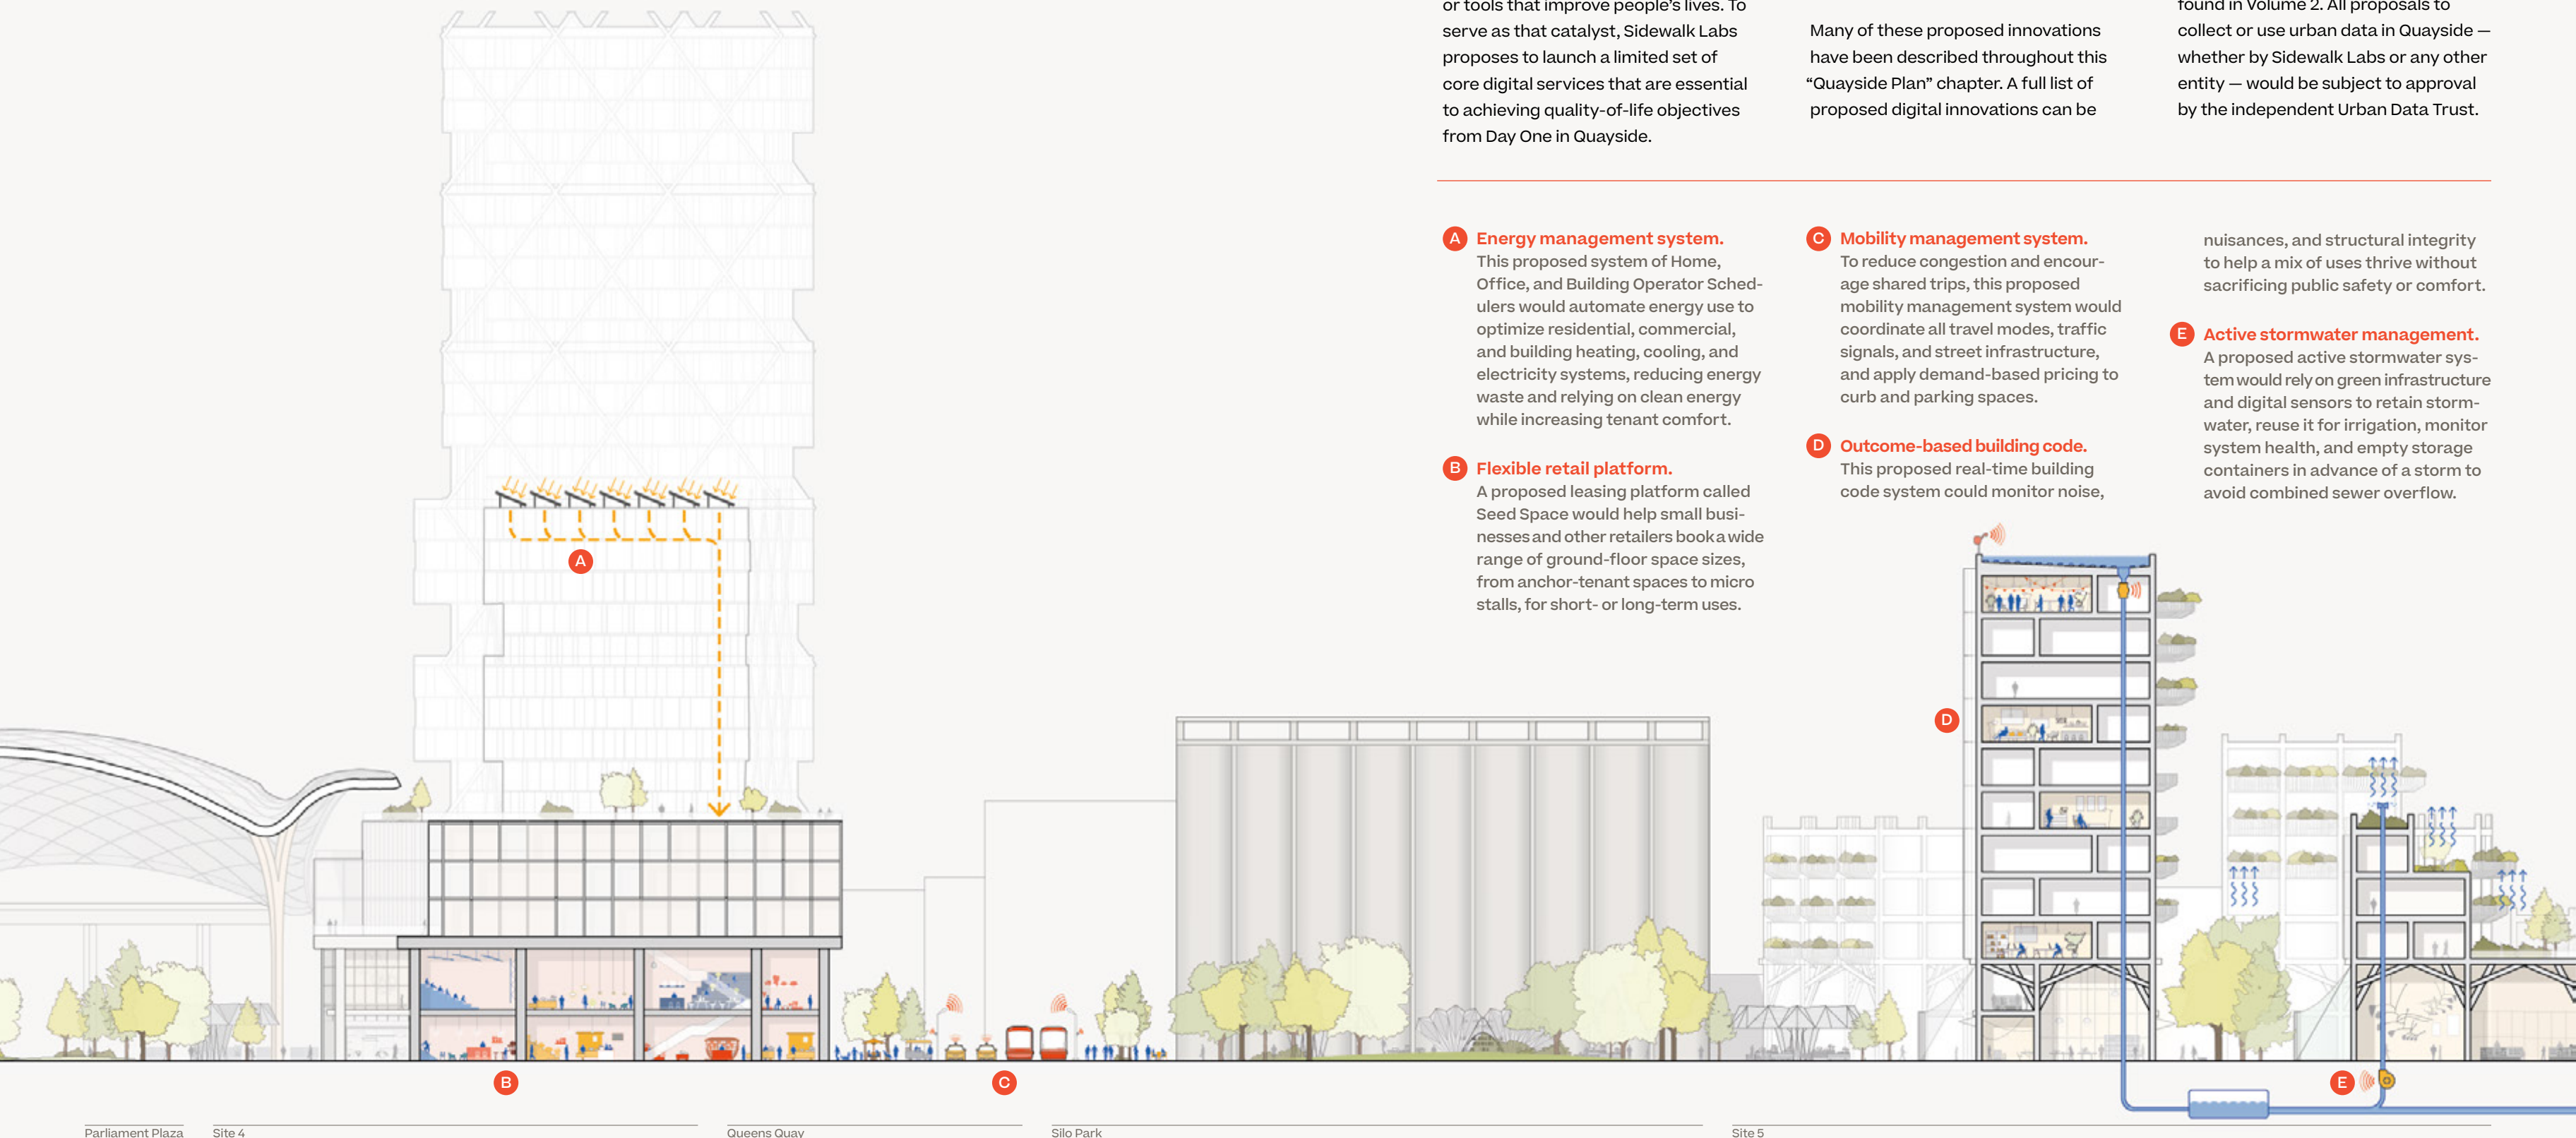 or tools that improve people's lives. To
serve as that catalyst, Sidewalk Labs
proposes to launch a limited set of
core digital services that are essential
to achieving quality-of-life objectives
from Day One in Quayside.
Many of these proposed innovations
have been described throughout this
“Quayside Plan” chapter. A full list of
proposed digital innovations can be
found in Volume 2. All proposals to
collect or use urban data in Quayside —
whether by Sidewalk Labs or any other
entity — would be subject to approval
by the independent Urban Data Trust.
A Energy management system.
This proposed system of Home,
Office, and Building Operator Sched-
ulers would automate energy use to
optimize residential, commercial,
and building heating, cooling, and
electricity systems, reducing energy
waste and relying on clean energy
while increasing tenant comfort.
B Flexible retail platform.
A proposed leasing platform called
Seed Space would help small busi-
nesses and other retailers book a wide
range of ground-floor space sizes,
from anchor-tenant spaces to micro
stalls, for short- or long-term uses.
C Mobility management system.
To reduce congestion and encour-
age shared trips, this proposed
mobility management system would
coordinate all travel modes, traffic
signals, and street infrastructure,
and apply demand-based pricing to
curb and parking spaces.
D Outcome-based building code.
This proposed real-time building
code system could monitor noise,
nuisances, and structural integrity
to help a mix of uses thrive without
sacrificing public safety or comfort.
E Active stormwater management.
A proposed active stormwater sys-
tem would rely on green infrastructure
and digital sensors to retain storm-
water, reuse it for irrigation, monitor
system health, and empty storage
containers in advance of a storm to
avoid combined sewer overflow.
A
D
B
C
E
Parliament Plaza
Site 4
Queens Quay
Silo Park
Site 5